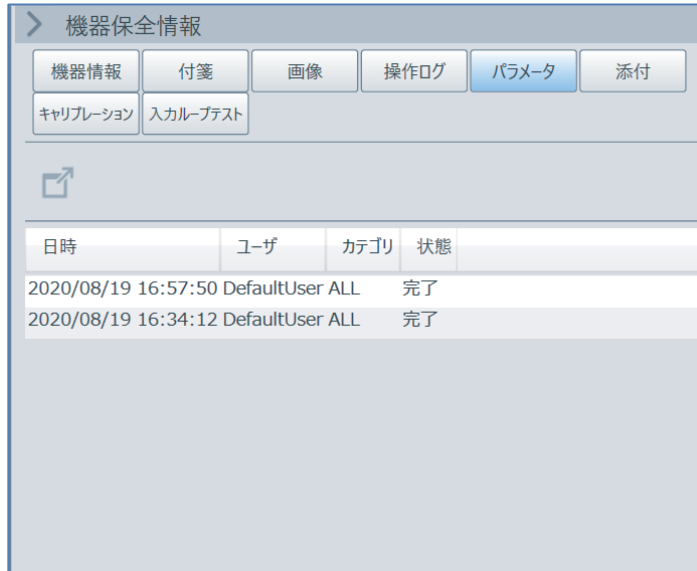 機器保全情報
機器情報 付箋 画像 操作ログ パラメータ 添付
キャリブレーション 入力ループテスト
日時 ユーザ カテゴリ 状態
2020/08/19 16:57:50 DefaultUser ALL 完了
2020/08/19 16:34:12 DefaultUser ALL 完了